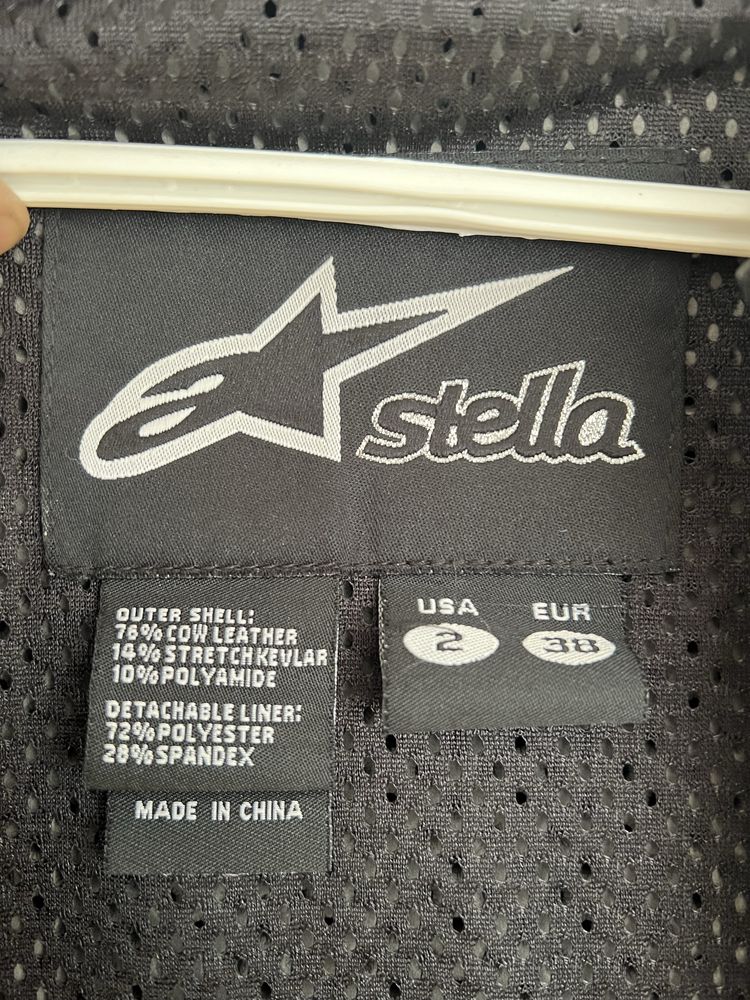 stella
OUTER SHELL:
76% COW LEATHER
14% STRETCH KEVLAR
10% POLYAMIDE
DETACHABLE LINER:
72% POLYESTER
28% SPANDEX
MADE IN CHINA
USA EUR
2 38